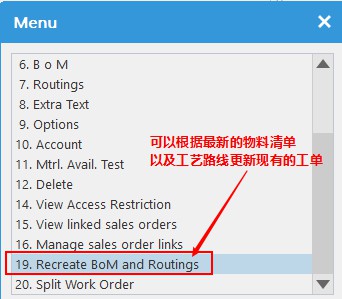 Menu
6. B o M
7. Routings
8. Extra Text
9. Options
10. Account
11. Mtrl. Avail. Test
12. Delete
14. View Access Restriction
15. View linked sales orders
16. Manage sales order links
19. Recreate BoM and Routings
20. Split Work Order
可以根据最新的物料清单
以及工艺路线更新现有的工单